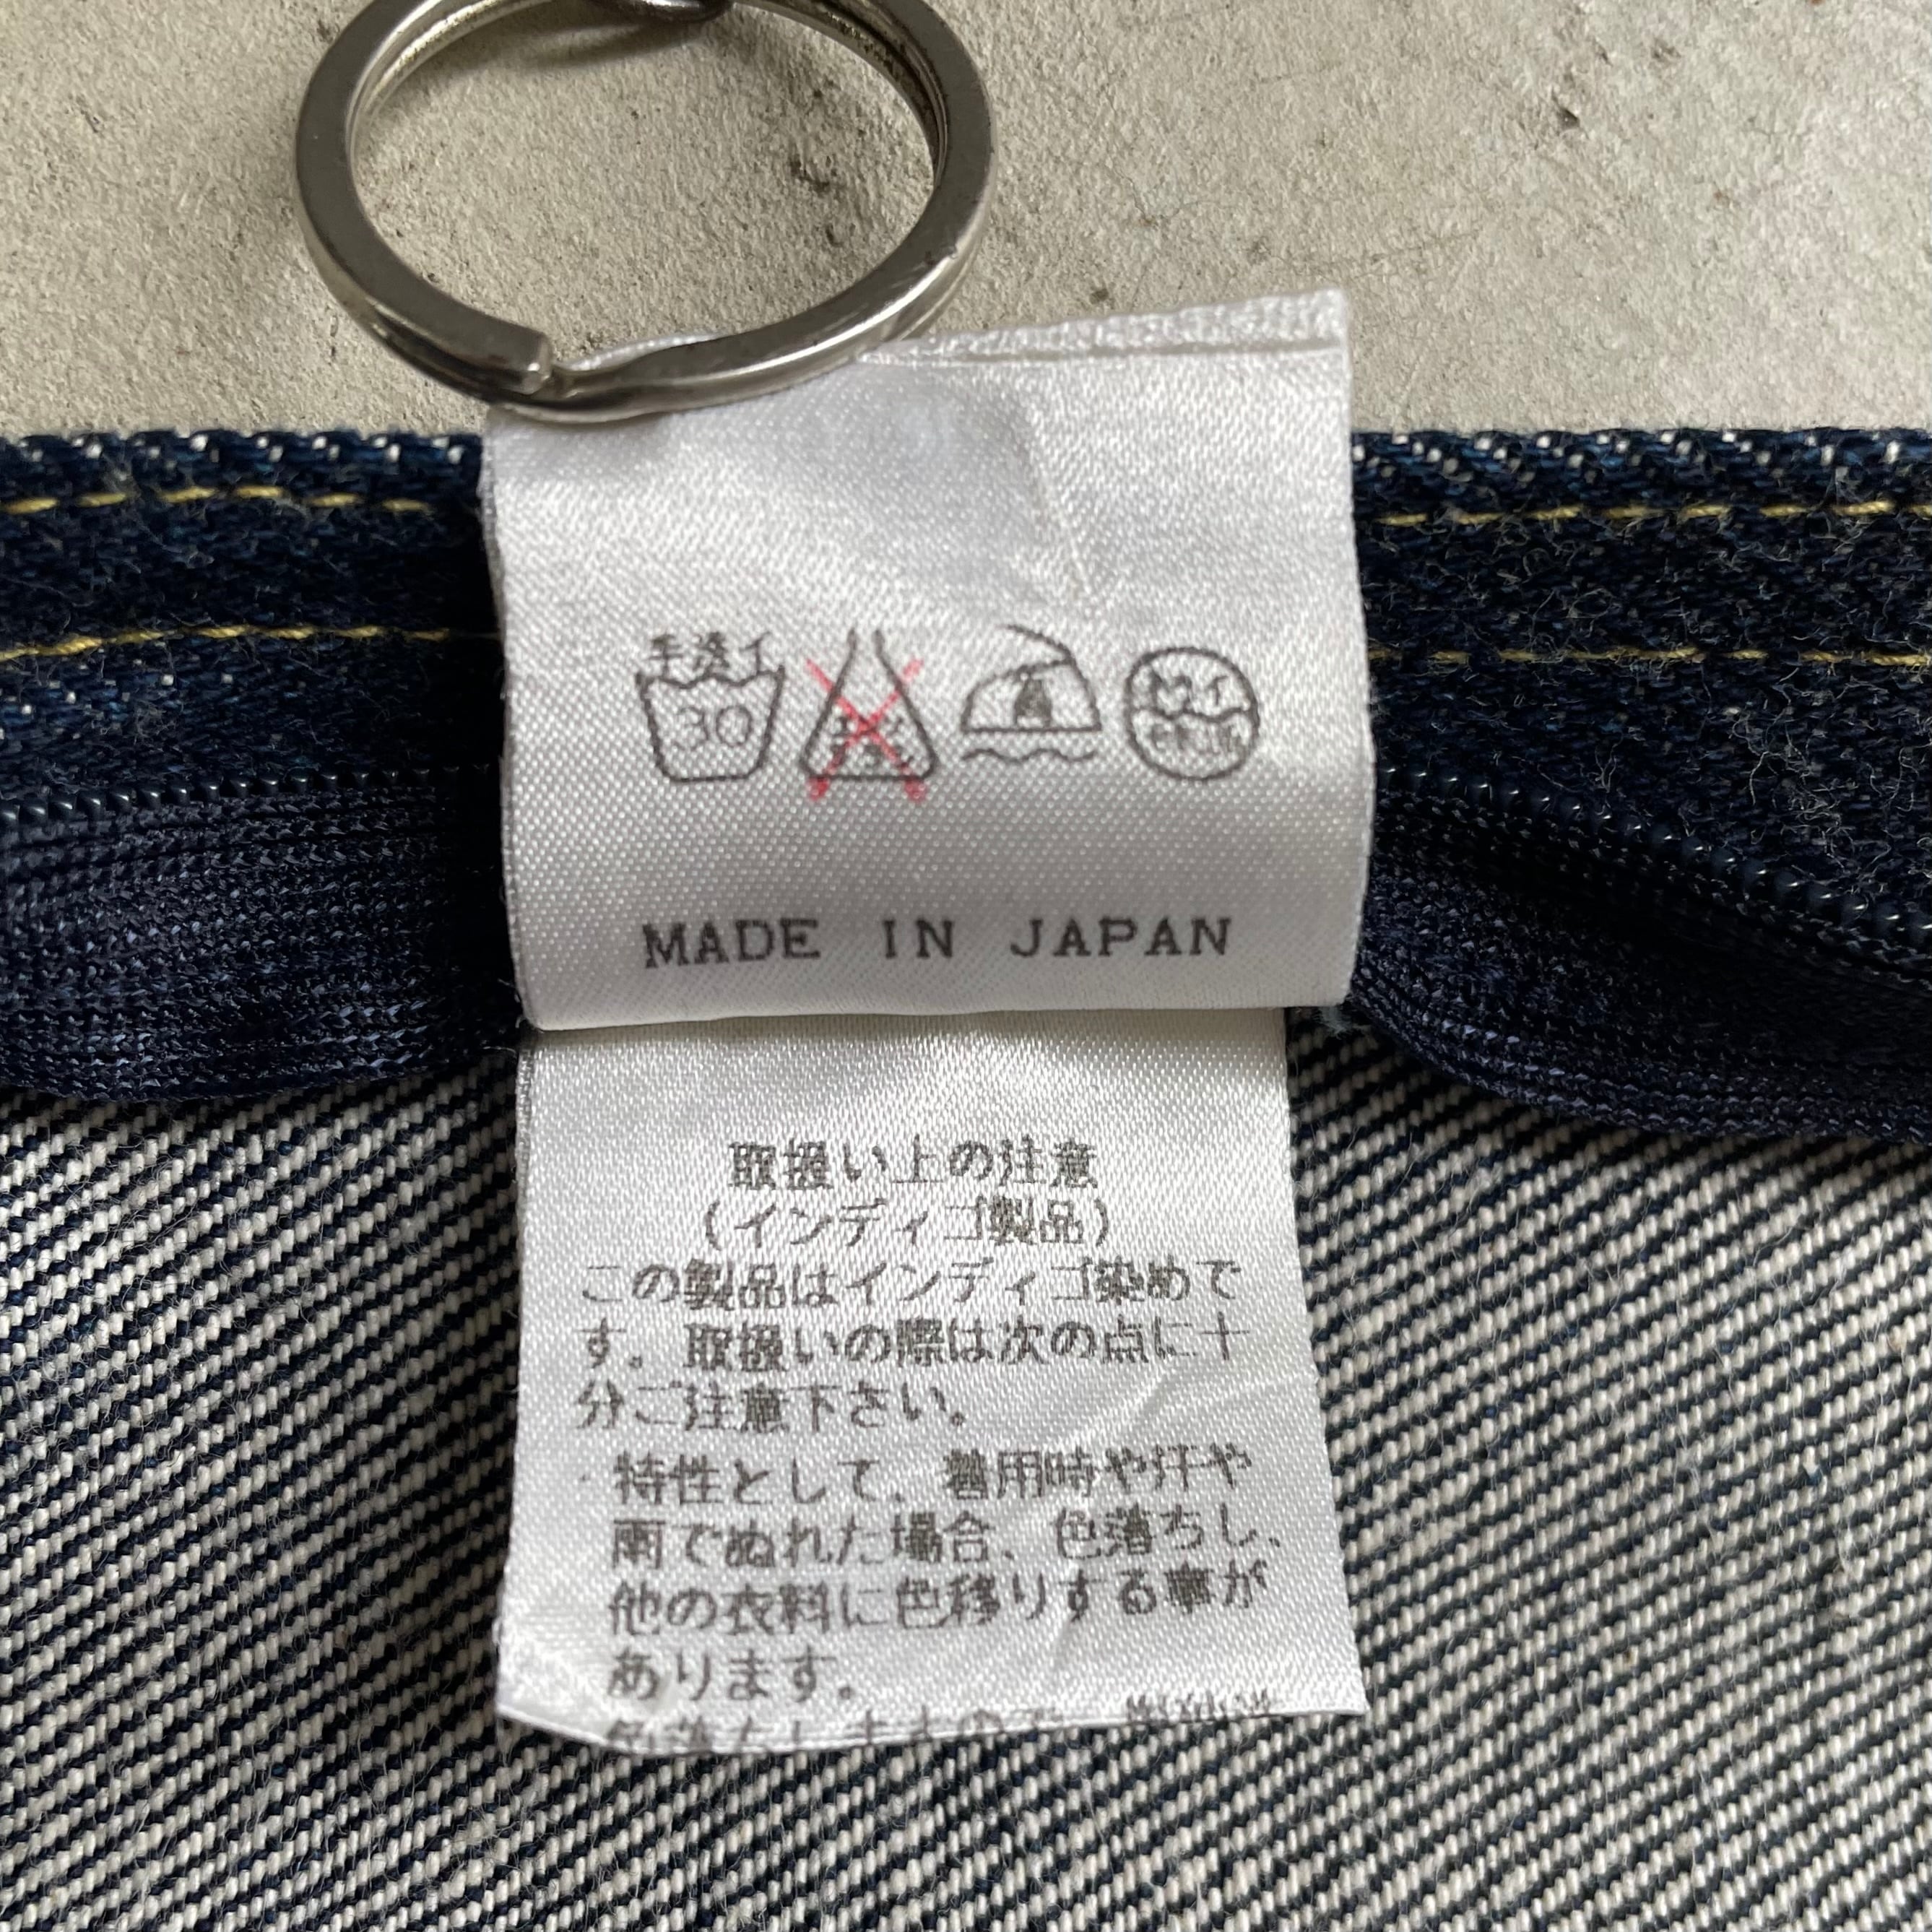 手洗イ
30
中
MADE IN JAPAN
取扱い上の注意
(インディゴ製品)
この製品はインディゴ染めで
す。取扱いの際は次の点に十
分ご注意下さい。
・特性として、着用時や汗や
雨でぬれた場合、色落ちし、
他の衣料に色移りする事が
あります。